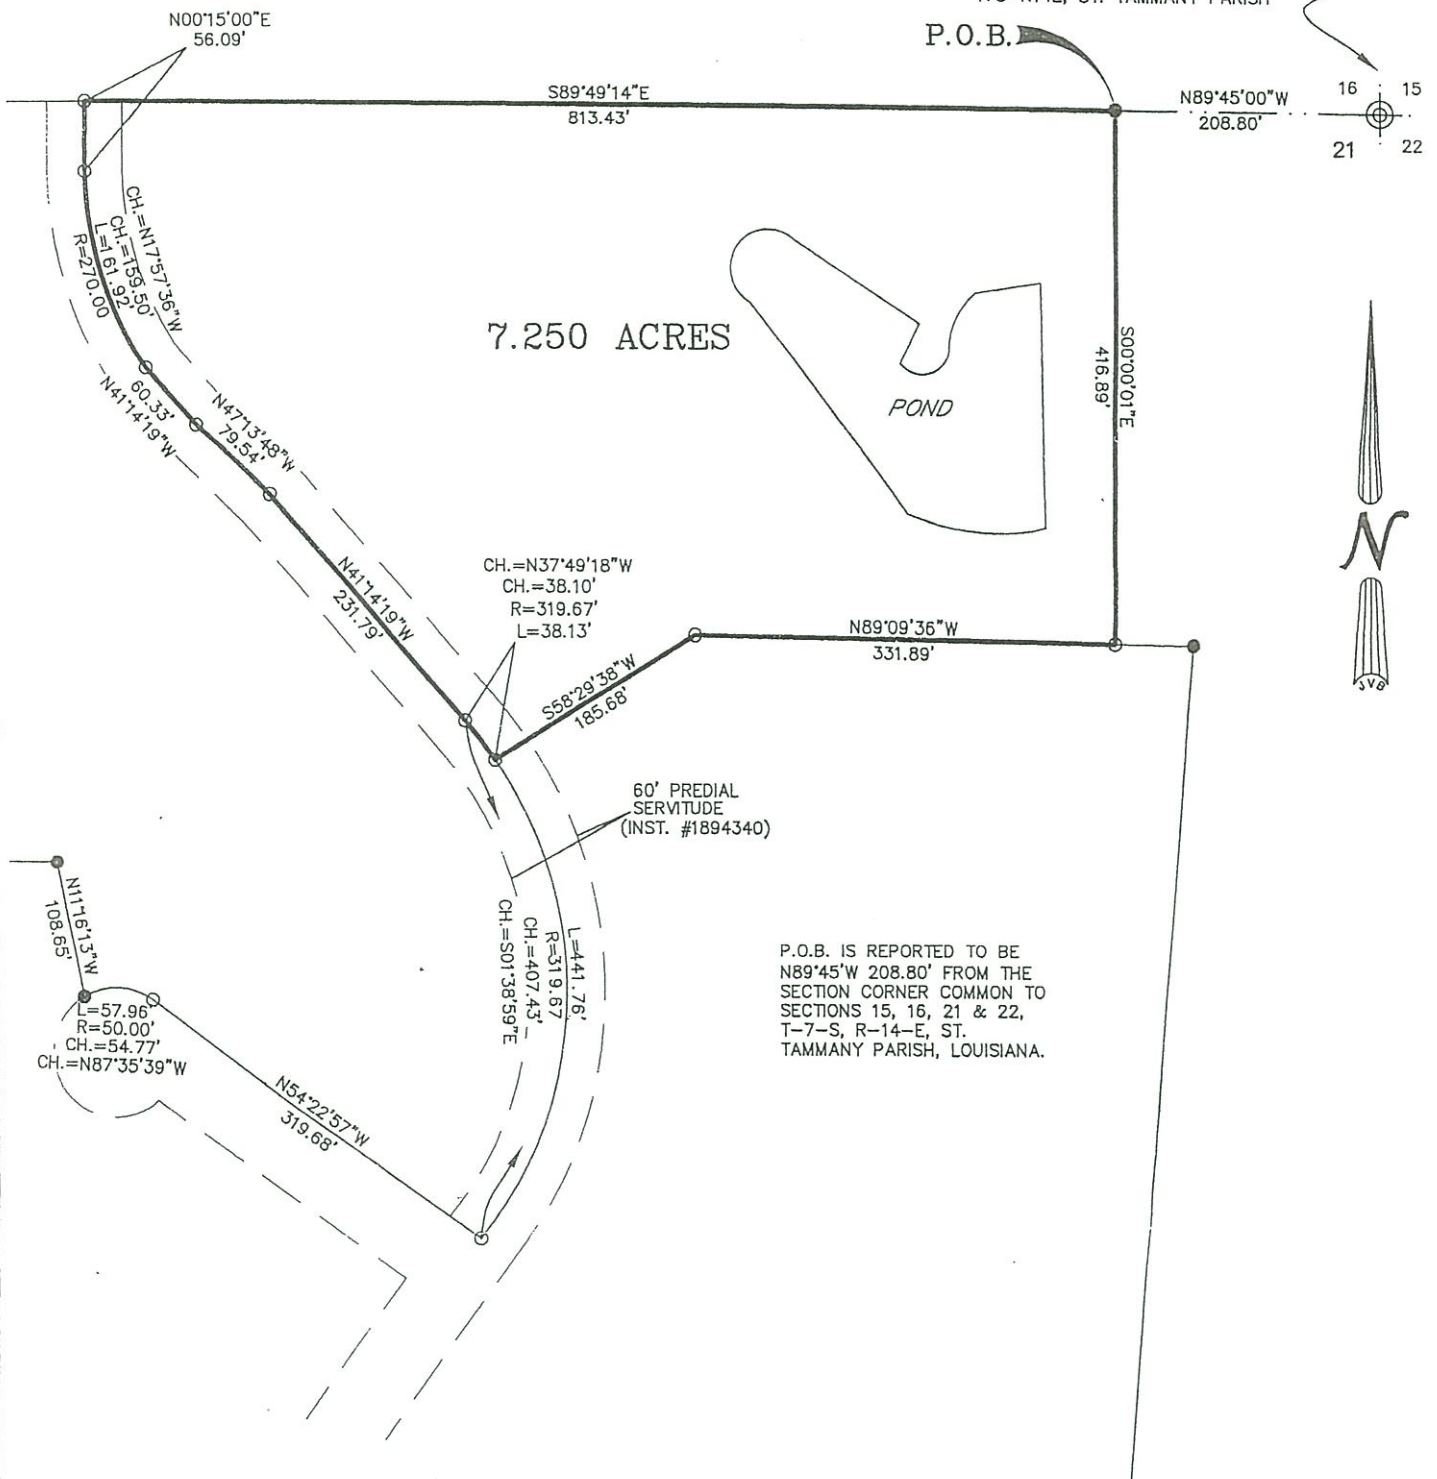 N00°15'00"E
56.09'
P.O.B.
S89°49'14"E
813.43'
N89°45'00"W
208.80'
16 15
21 22
CH.=N17°57'36"W
CH.=159.50'
L=161.92'
R=270.00
7.250 ACRES
S00°00'01"E
416.89'
60.33'
N41°14'19"W
N47°13'48"W
79.54'
POND
N
JVB
N41°14'19"W
231.79'
CH.=N37°49'18"W
CH.=38.10'
R=319.67'
L=38.13'
N89°09'36"W
331.89'
S58°29'38"W
185.68'
60' PREDIAL
SERVITUDE
(INST. #1894340)
N11°16'13"W
108.65'
L=441.76'
R=319.67
CH.=407.43'
CH.=S01°38'59"E
P.O.B. IS REPORTED TO BE
N89°45'W 208.80' FROM THE
SECTION CORNER COMMON TO
SECTIONS 15, 16, 21 & 22,
T-7-S, R-14-E, ST.
TAMMANY PARISH, LOUISIANA.
L=57.96'
R=50.00'
CH.=54.77'
CH.=N87°35'39"W
N54°22'57"W
319.68'